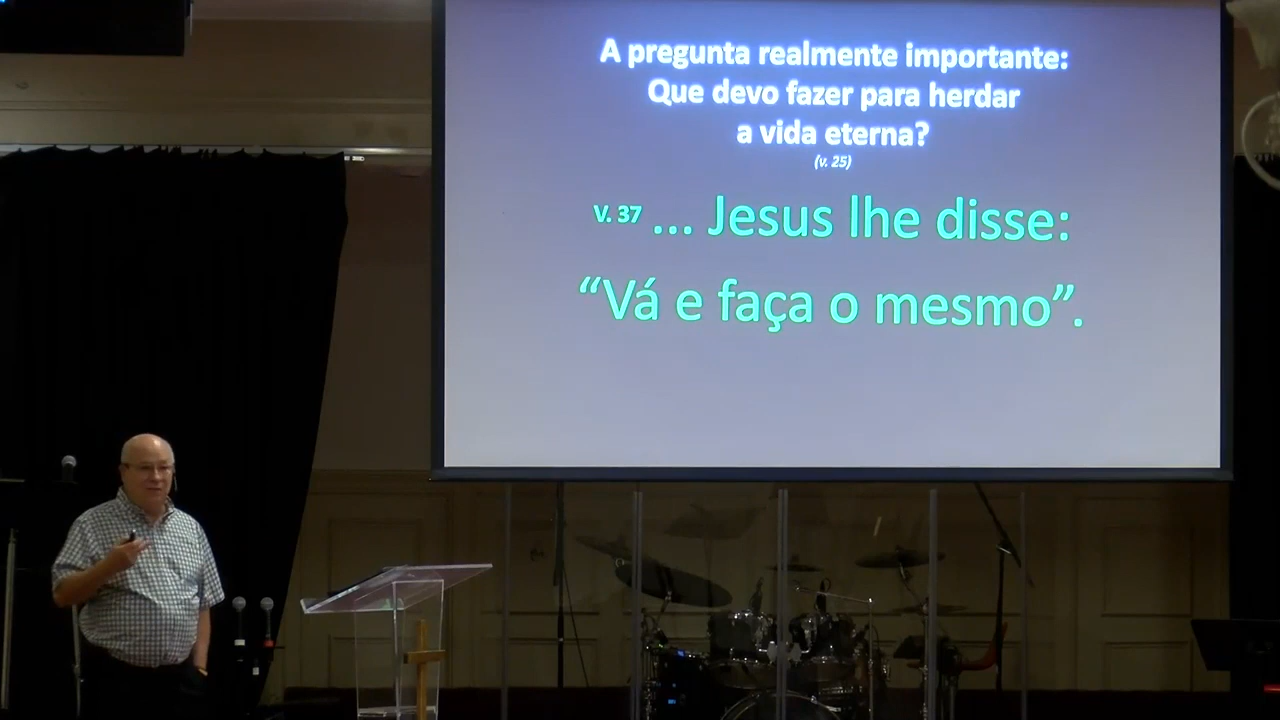 A pregunta realmente importante:
Que devo fazer para herdar
a vida eterna?
(v. 25)
V. 37 ... Jesus lhe disse:
“Vá e faça o mesmo”.